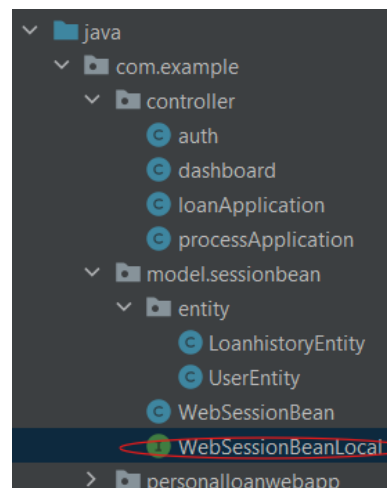 java
com.example
controller
C auth
C dashboard
C loanApplication
C processApplication
model.sessionbean
entity
C LoanhistoryEntity
C UserEntity
C WebSessionBean
I WebSessionBeanLocal
personalloanwebapp